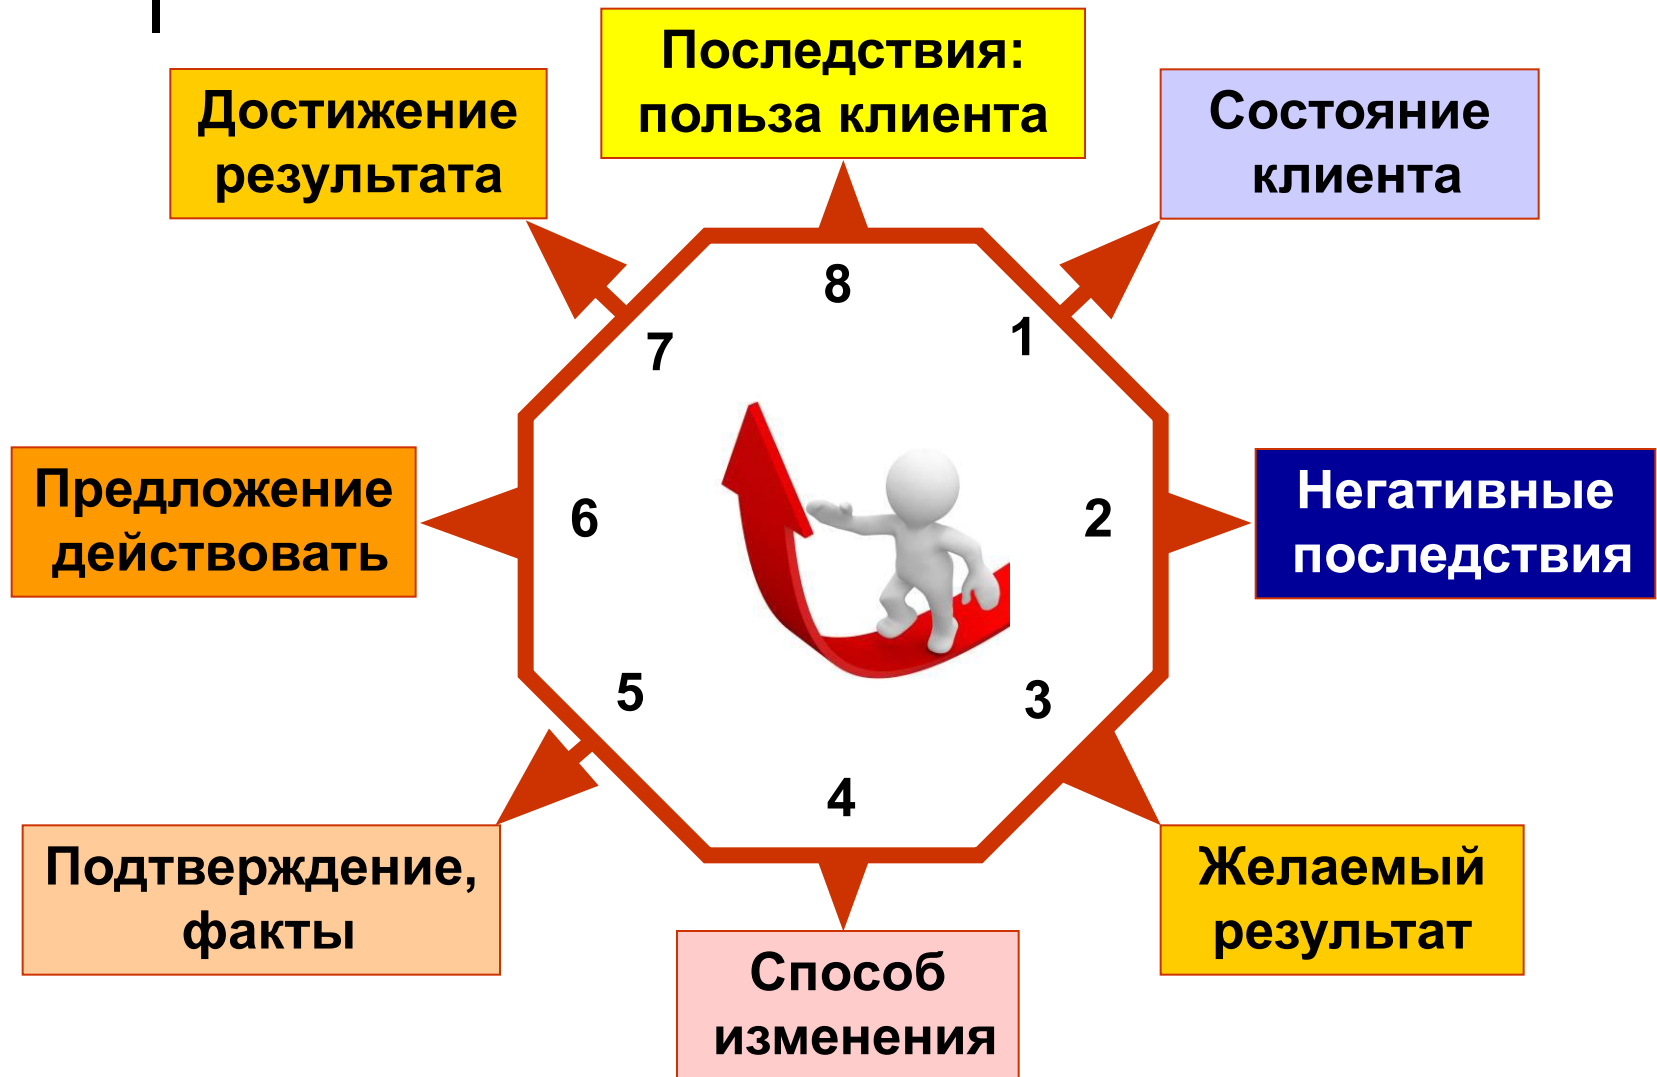 Последствия:
польза клиента
Достижение
результата
Состояние
клиента
8
1
7
Предложение
действовать
6
2
Негативные
последствия
5
3
4
Подтверждение,
факты
Желаемый
результат
Способ
изменения